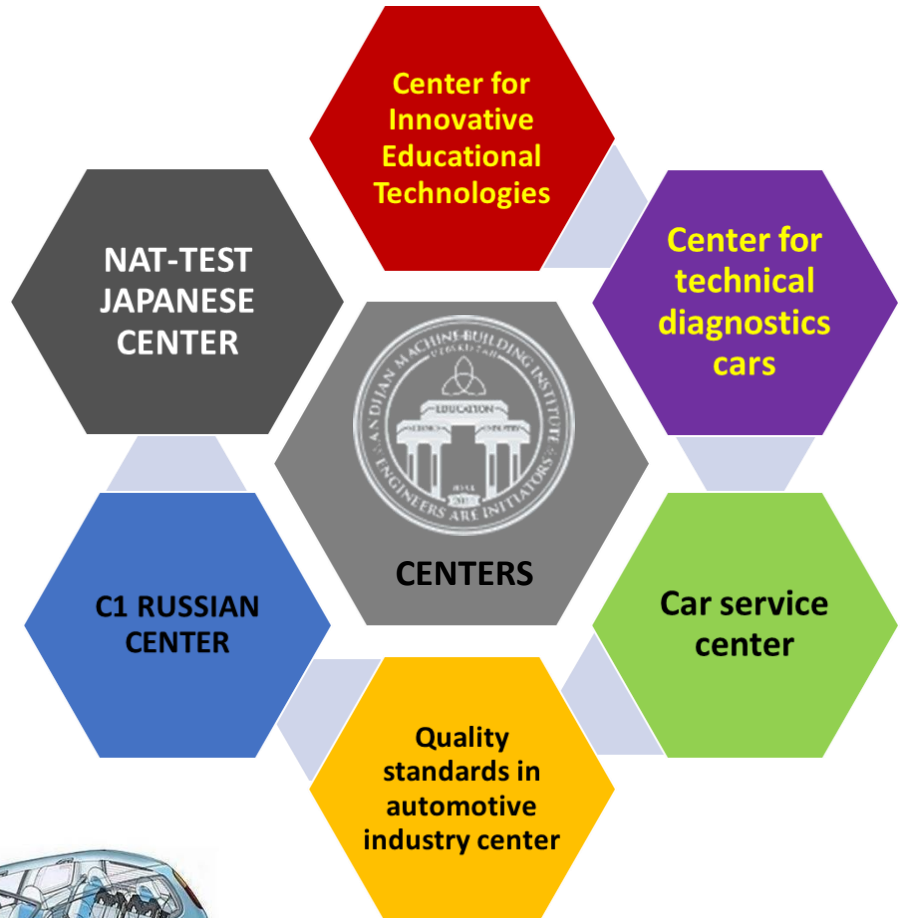 Center for
Innovative
Educational
Technologies
NAT-TEST
JAPANESE
CENTER
Center for
technical
diagnostics
cars
ANDIJAN MACHINE-BUILDING INSTITUTE
EDUCATION
ENGINEERS ARE INITIATORS
CENTERS
C1 RUSSIAN
CENTER
Car service
center
Quality
standards in
automotive
industry center